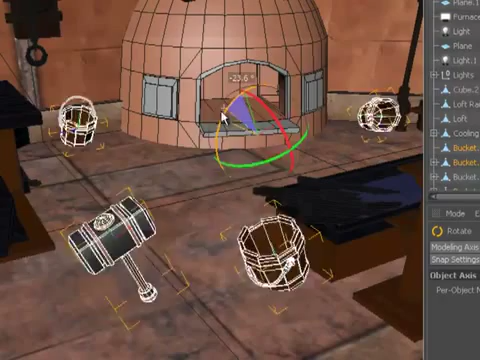 Plane.1
Furnace
Light
Plane
Light.1
Lights
Cube.2
Loft Ra
Loft
Cooling
Bucket.
Bucket.
Bucket.
-23.6 °
Mode
Rotate
Modeling Axis
Snap Settings
Object Axis
Per-Object